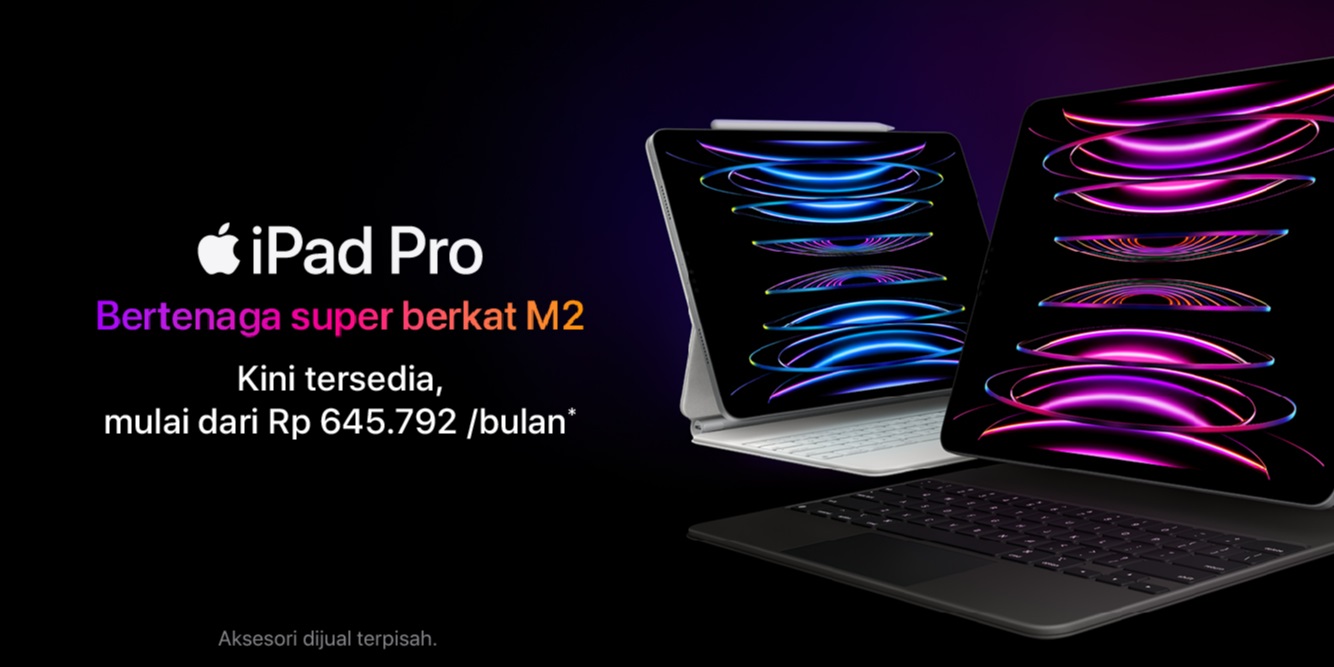 iPad Pro
Bertenaga super berkat M2
Kini tersedia,
mulai dari Rp 645.792 /bulan*
Aksesori dijual terpisah.